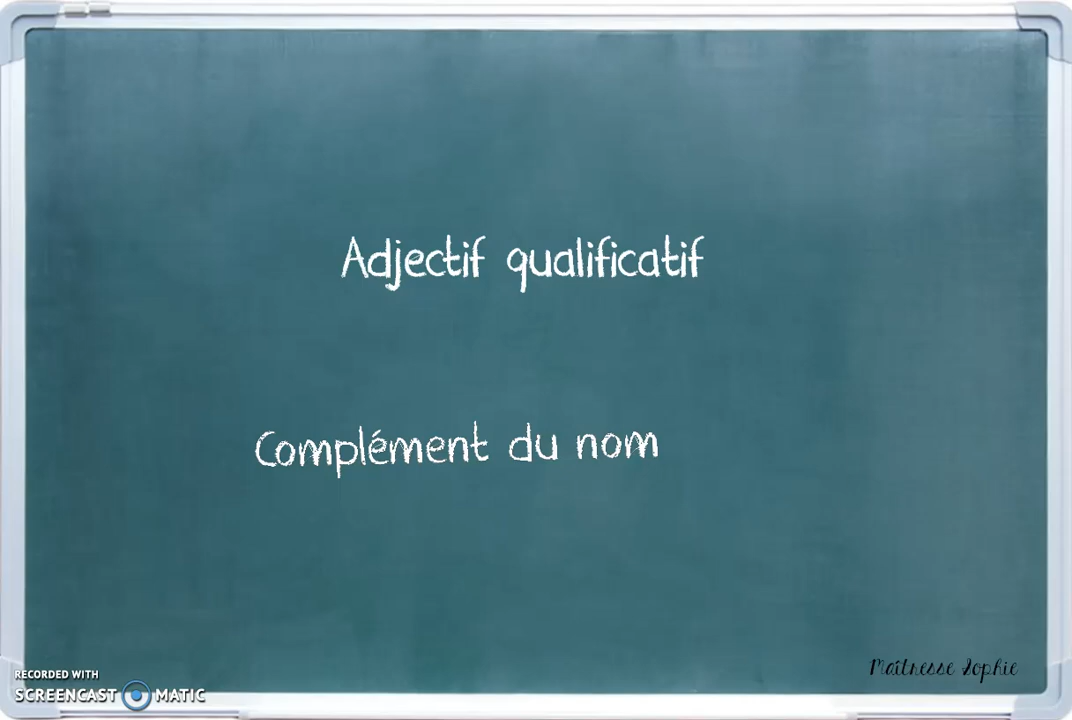 Adjectif qualificatif
Complément du nom
Maîtresse Sophie
RECORDED WITH
SCREENCAST MATIC